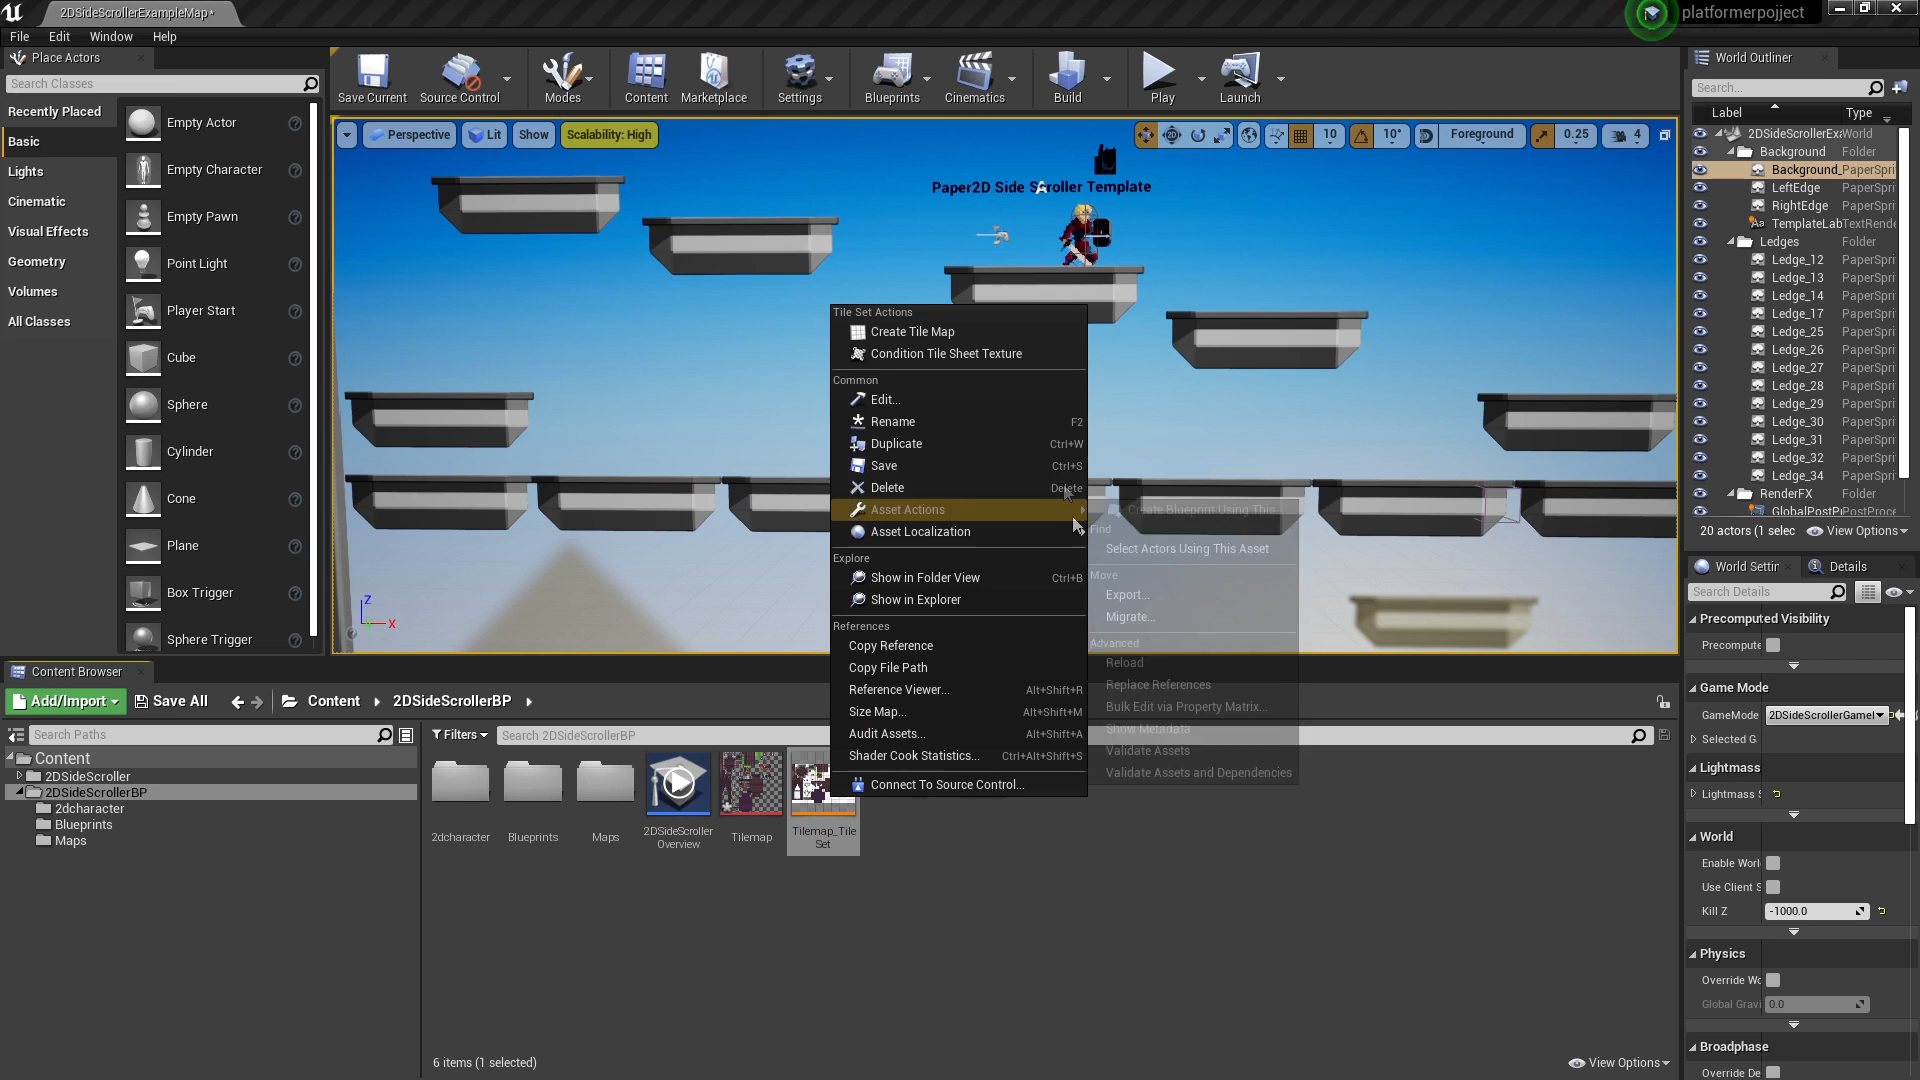 2DSideScrollerExampleMap*
platformerpojject
File
Edit
Window
Help
Place Actors
Search Classes
Recently Placed
Basic
Lights
Cinematic
Visual Effects
Geometry
Volumes
All Classes
Empty Actor
Empty Character
Empty Pawn
Point Light
Player Start
Cube
Sphere
Cylinder
Cone
Plane
Box Trigger
Sphere Trigger
Save Current
Source Control
Modes
Content
Marketplace
Settings
Blueprints
Cinematics
Build
Play
Launch
Perspective
Lit
Show
Scalability: High
10
10°
Foreground
0.25
4
Paper2D Side Scroller Template
Z
X
Tile Set Actions
Create Tile Map
Condition Tile Sheet Texture
Common
Edit...
Rename F2
Duplicate Ctrl+W
Save Ctrl+S
Delete Delete
Asset Actions
Asset Localization
Explore
Show in Folder View Ctrl+B
Show in Explorer
References
Copy Reference
Copy File Path
Reference Viewer... Alt+Shift+R
Size Map... Alt+Shift+M
Audit Assets... Alt+Shift+A
Shader Cook Statistics... Ctrl+Alt+Shift+S
Connect To Source Control...
Create Blueprint Using This
Find
Select Actors Using This Asset
Move
Export...
Migrate...
Advanced
Reload
Replace References
Bulk Edit via Property Matrix...
Show Metadata
Validate Assets
Validate Assets and Dependencies
World Outliner
Search...
Label Type
2DSideScrollerExa World
Background Folder
Background_ PaperSpri
LeftEdge PaperSpri
RightEdge PaperSpri
TemplateLab TextRende
Ledges Folder
Ledge_12 PaperSpri
Ledge_13 PaperSpri
Ledge_14 PaperSpri
Ledge_17 PaperSpri
Ledge_25 PaperSpri
Ledge_26 PaperSpri
Ledge_27 PaperSpri
Ledge_28 PaperSpri
Ledge_29 PaperSpri
Ledge_30 PaperSpri
Ledge_31 PaperSpri
Ledge_32 PaperSpri
Ledge_34 PaperSpri
RenderFX Folder
GlobalPostPr PostProce
20 actors (1 selec
View Options
World Settin
Details
Search Details
Precomputed Visibility
Precompute
Game Mode
GameMode 2DSideScrollerGameI
Selected G
Lightmass
Lightmass S
World
Enable Worl
Use Client S
Kill Z -1000.0
Physics
Override Wo
Global Gravi 0.0
Broadphase
Override De
Content Browser
Add/Import
Save All
Content
2DSideScrollerBP
Search Paths
Content
2DSideScroller
2DSideScrollerBP
2dcharacter
Blueprints
Maps
Filters
Search 2DSideScrollerBP
2dcharacter
Blueprints
Maps
2DSideScroller
Overview
Tilemap
Tilemap_Tile
Set
6 items (1 selected)
View Options